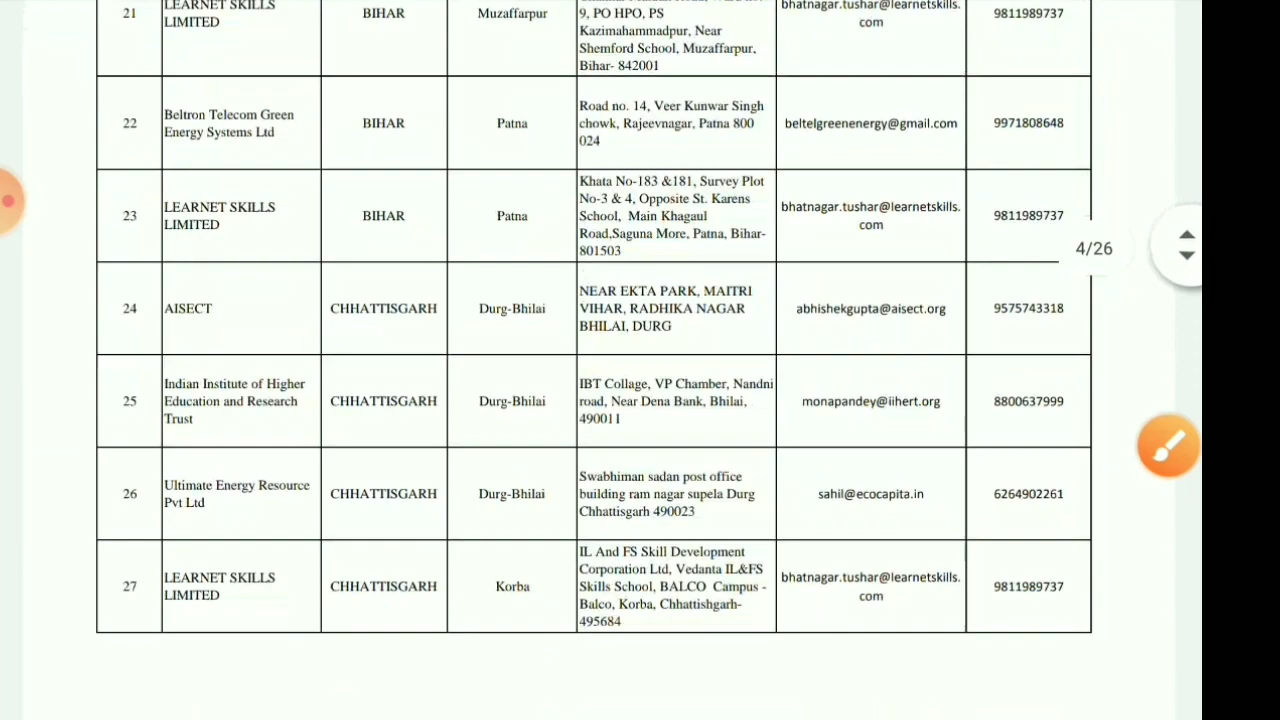 21
LEARNET SKILLS
LIMITED
BIHAR
Muzaffarpur
9, PO HPO, PS
Kazimahammadpur, Near
Shemford School, Muzaffarpur,
Bihar- 842001
bhatnagar.tushar@learnetskills.
com
9811989737
22
Beltron Telecom Green
Energy Systems Ltd
BIHAR
Patna
Road no. 14, Veer Kunwar Singh
chowk, Rajeevnagar, Patna 800
024
beltelgreenenergy@gmail.com
9971808648
23
LEARNET SKILLS
LIMITED
BIHAR
Patna
Khata No-183 &181, Survey Plot
No-3 & 4, Opposite St. Karens
School, Main Khagaul
Road,Saguna More, Patna, Bihar-
801503
bhatnagar.tushar@learnetskills.
com
9811989737
4/26
24
AISECT
CHHATTISGARH
Durg-Bhilai
NEAR EKTA PARK, MAITRI
VIHAR, RADHIKA NAGAR
BHILAI, DURG
abhishekgupta@aisect.org
9575743318
25
Indian Institute of Higher
Education and Research
Trust
CHHATTISGARH
Durg-Bhilai
IBT Collage, VP Chamber, Nandni
road, Near Dena Bank, Bhilai,
490011
monapandey@iihert.org
8800637999
26
Ultimate Energy Resource
Pvt Ltd
CHHATTISGARH
Durg-Bhilai
Swabhiman sadan post office
building ram nagar supela Durg
Chhattisgarh 490023
sahil@ecocapita.in
6264902261
27
LEARNET SKILLS
LIMITED
CHHATTISGARH
Korba
IL And FS Skill Development
Corporation Ltd, Vedanta IL&FS
Skills School, BALCO Campus -
Balco, Korba, Chhattishgarh-
495684
bhatnagar.tushar@learnetskills.
com
9811989737